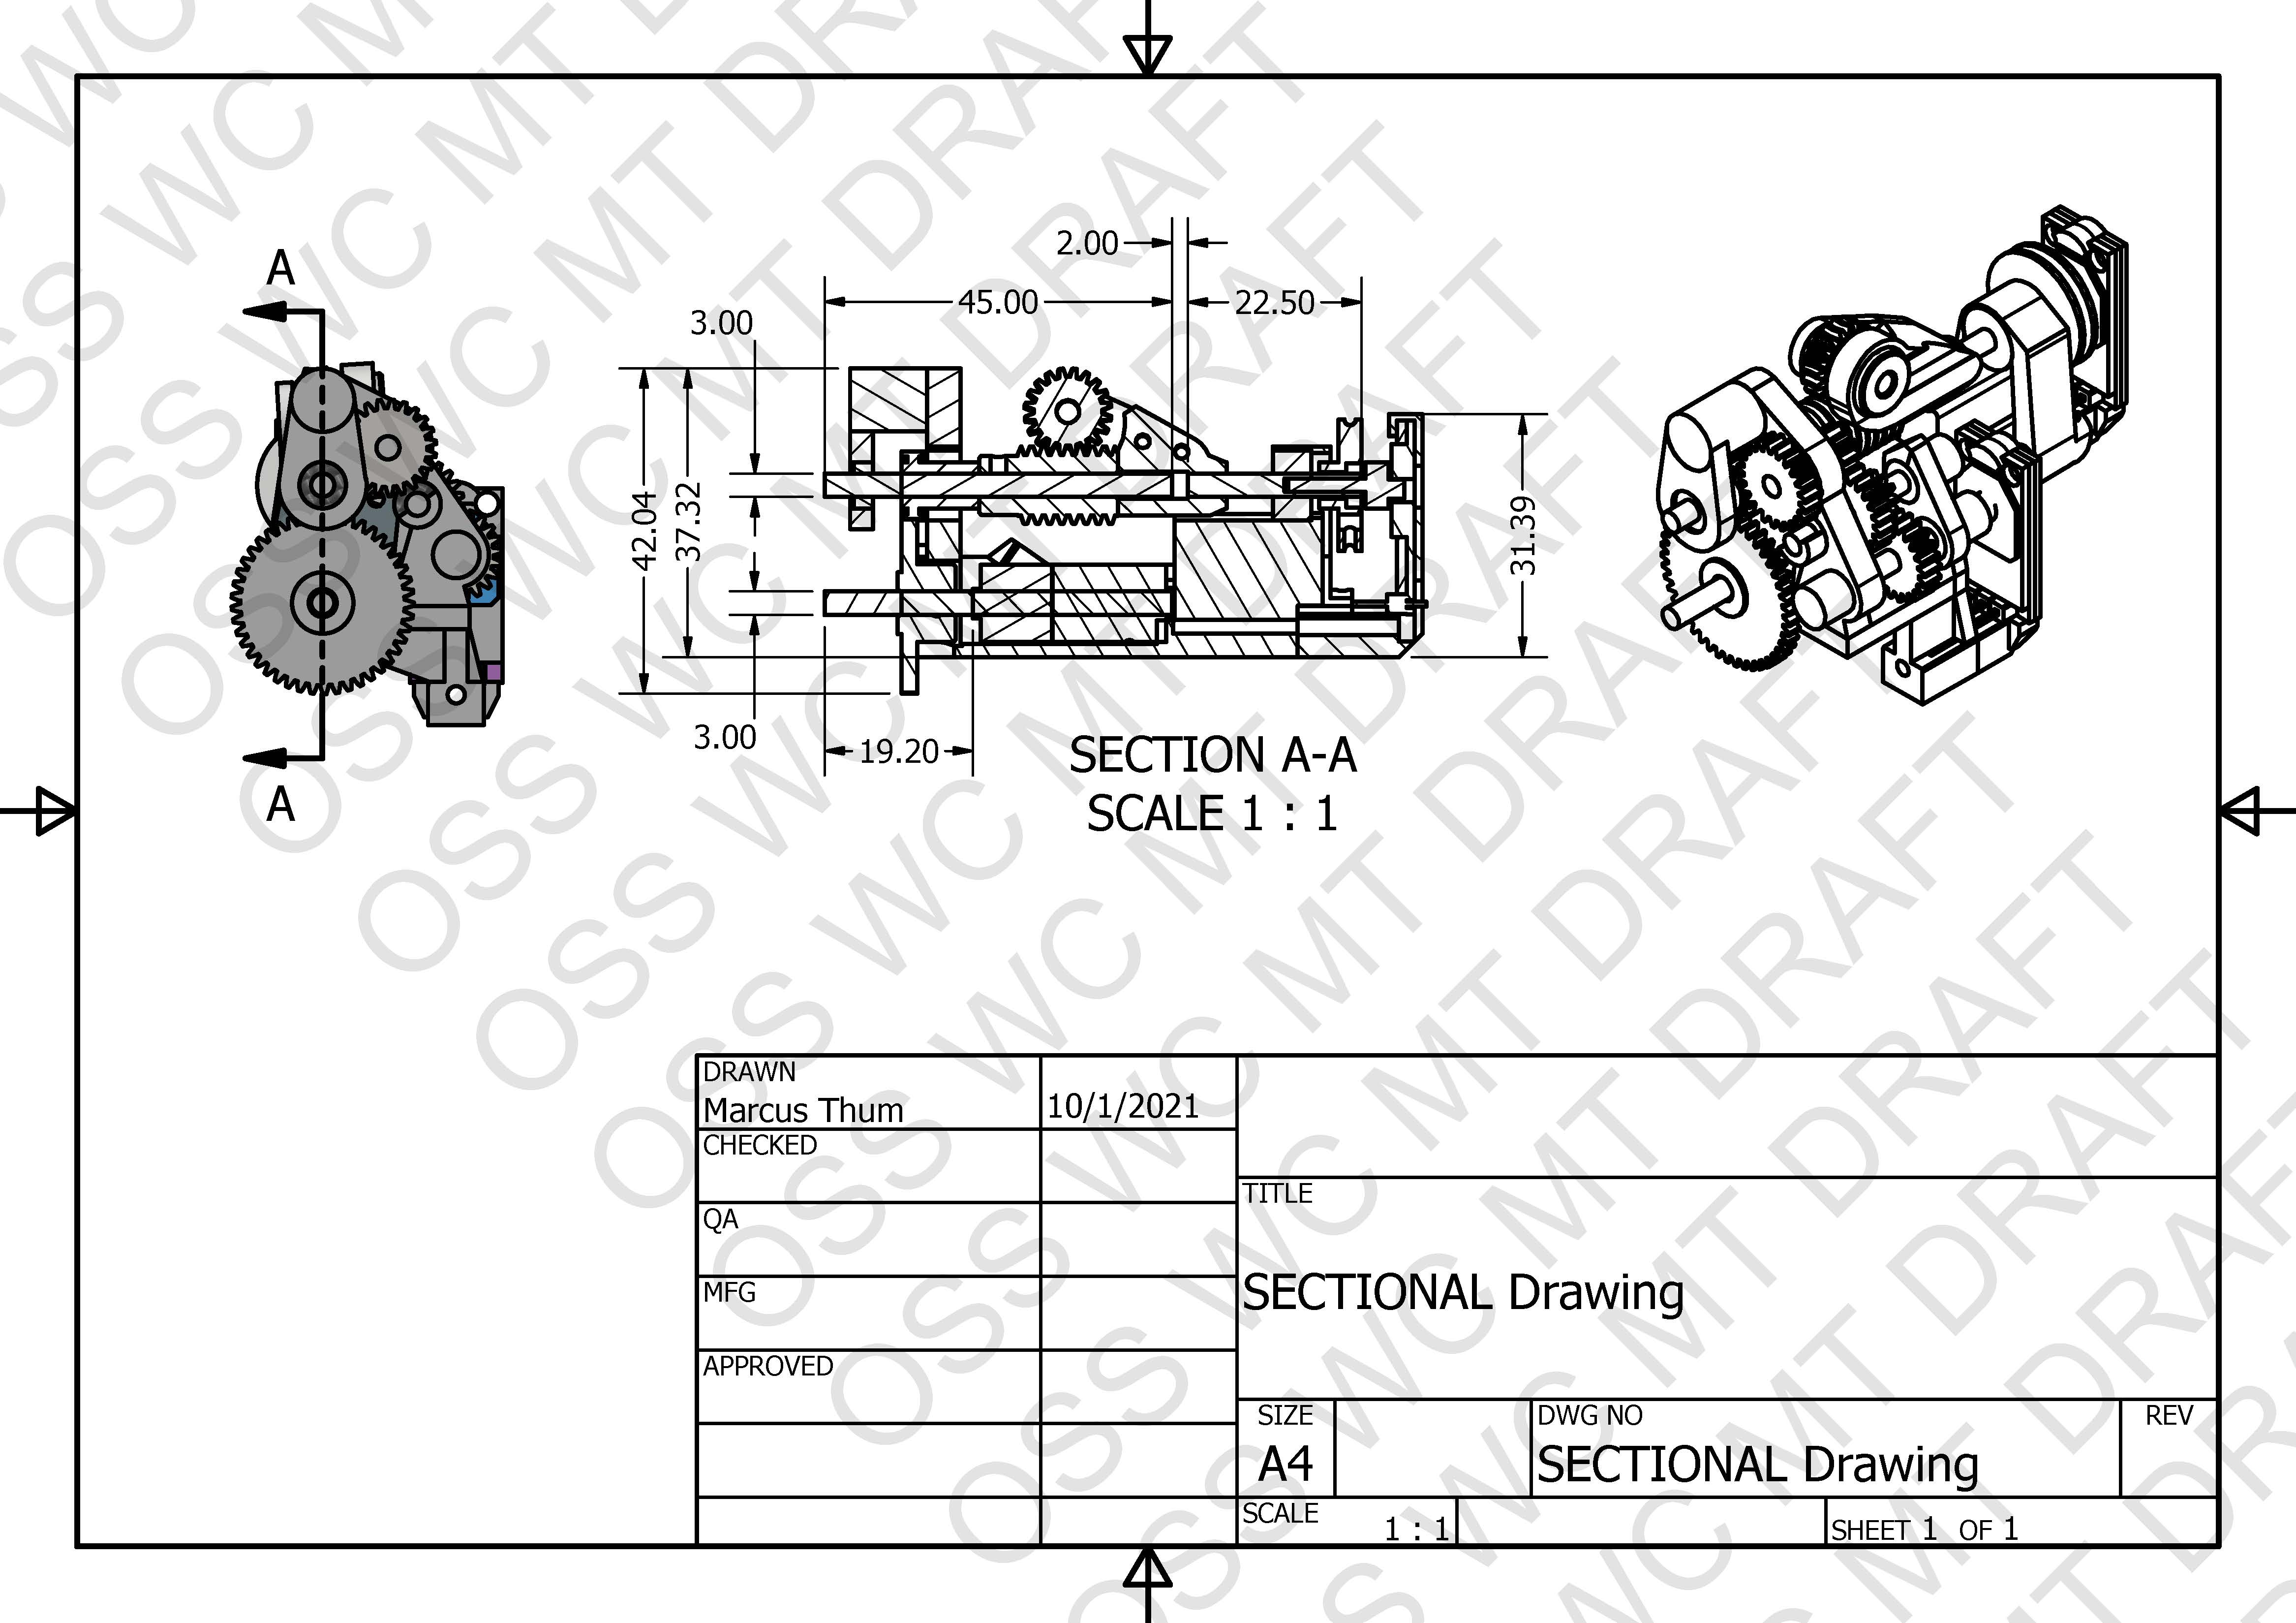 A
A
2.00
45.00
22.50
3.00
42.04
37.32
31.39
3.00
19.20
SECTION A-A
SCALE 1 : 1
DRAWN
Marcus Thum
10/1/2021
CHECKED
QA
MFG
APPROVED
TITLE
SECTIONAL Drawing
SIZE
A4
DWG NO
SECTIONAL Drawing
REV
SCALE
1 : 1
SHEET 1 OF 1
OSS WC MT DRAFT